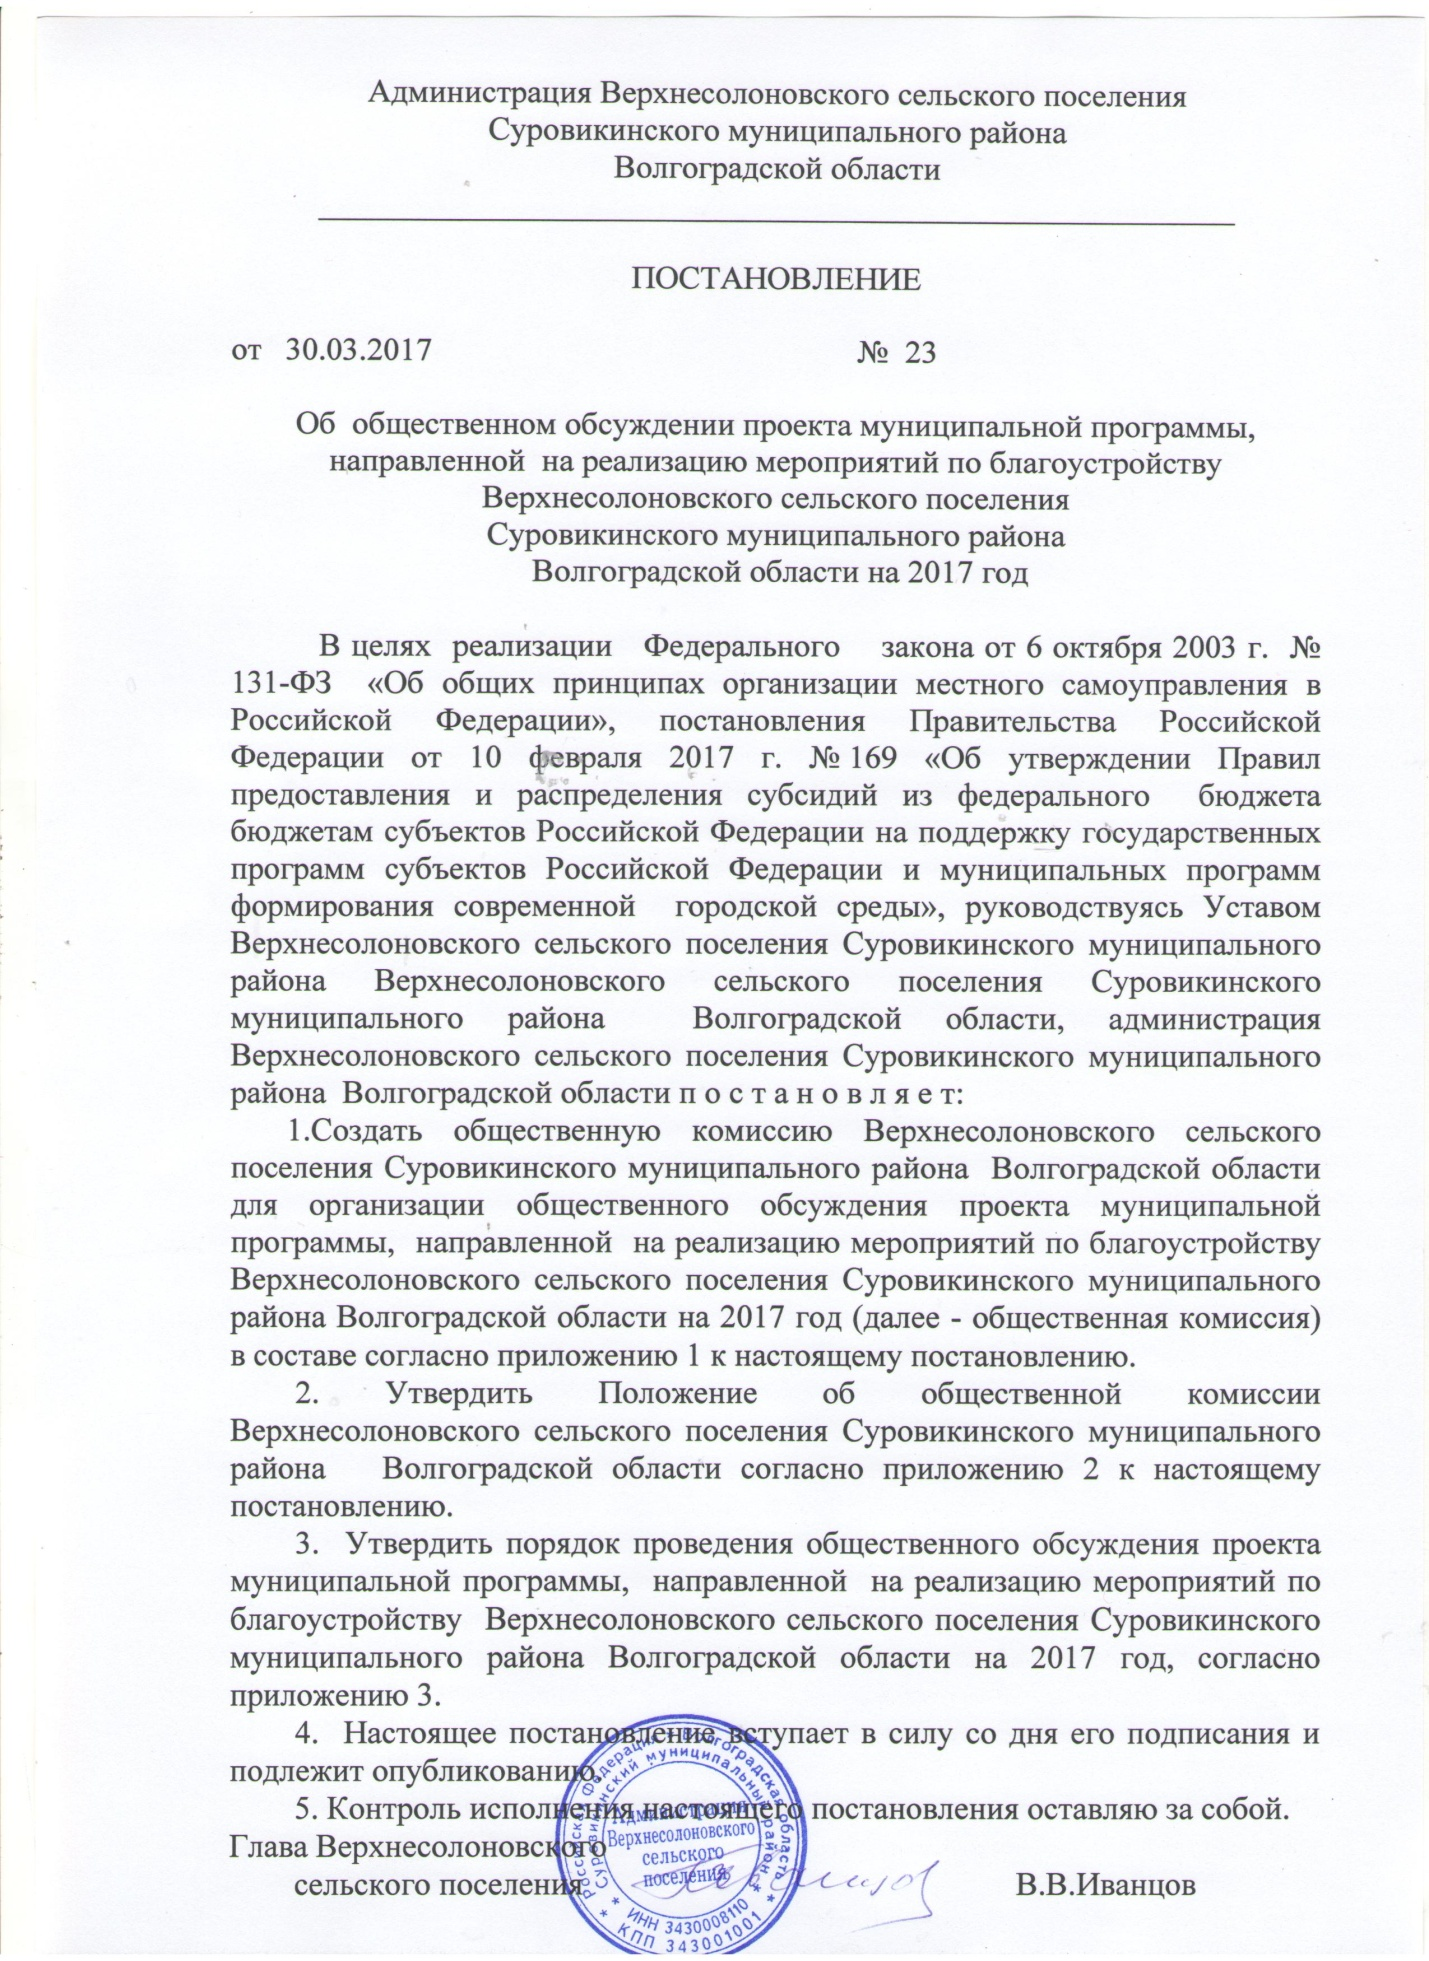 Администрация Верхнесолоновского сельского поселения
Суровикинского муниципального района
Волгоградской области
ПОСТАНОВЛЕНИЕ
от 30.03.2017 № 23
Об общественном обсуждении проекта муниципальной программы,
направленной на реализацию мероприятий по благоустройству
Верхнесолоновского сельского поселения
Суровикинского муниципального района
Волгоградской области на 2017 год
В целях реализации Федерального закона от 6 октября 2003 г. №
131-ФЗ «Об общих принципах организации местного самоуправления в
Российской Федерации», постановления Правительства Российской
Федерации от 10 февраля 2017 г. № 169 «Об утверждении Правил
предоставления и распределения субсидий из федерального бюджета
бюджетам субъектов Российской Федерации на поддержку государственных
программ субъектов Российской Федерации и муниципальных программ
формирования современной городской среды», руководствуясь Уставом
Верхнесолоновского сельского поселения Суровикинского муниципального
района Верхнесолоновского сельского поселения Суровикинского
муниципального района Волгоградской области, администрация
Верхнесолоновского сельского поселения Суровикинского муниципального
района Волгоградской области п о с т а н о в л я е т:
1.Создать общественную комиссию Верхнесолоновского сельского
поселения Суровикинского муниципального района Волгоградской области
для организации общественного обсуждения проекта муниципальной
программы, направленной на реализацию мероприятий по благоустройству
Верхнесолоновского сельского поселения Суровикинского муниципального
района Волгоградской области на 2017 год (далее - общественная комиссия)
в составе согласно приложению 1 к настоящему постановлению.
2. Утвердить Положение об общественной комиссии
Верхнесолоновского сельского поселения Суровикинского муниципального
района Волгоградской области согласно приложению 2 к настоящему
постановлению.
3. Утвердить порядок проведения общественного обсуждения проекта
муниципальной программы, направленной на реализацию мероприятий по
благоустройству Верхнесолоновского сельского поселения Суровикинского
муниципального района Волгоградской области на 2017 год, согласно
приложению 3.
4. Настоящее постановление вступает в силу со дня его подписания и
подлежит опубликованию.
5. Контроль исполнения настоящего постановления оставляю за собой.
Глава Верхнесолоновского
сельского поселения В.В.Иванцов
Российская Федерация * Волгоградская область *
Суровикинский муниципальный район
Администрация
Верхнесолоновского
сельского
поселения
* ИНН 3430008110 *
* КПП 343001001 *